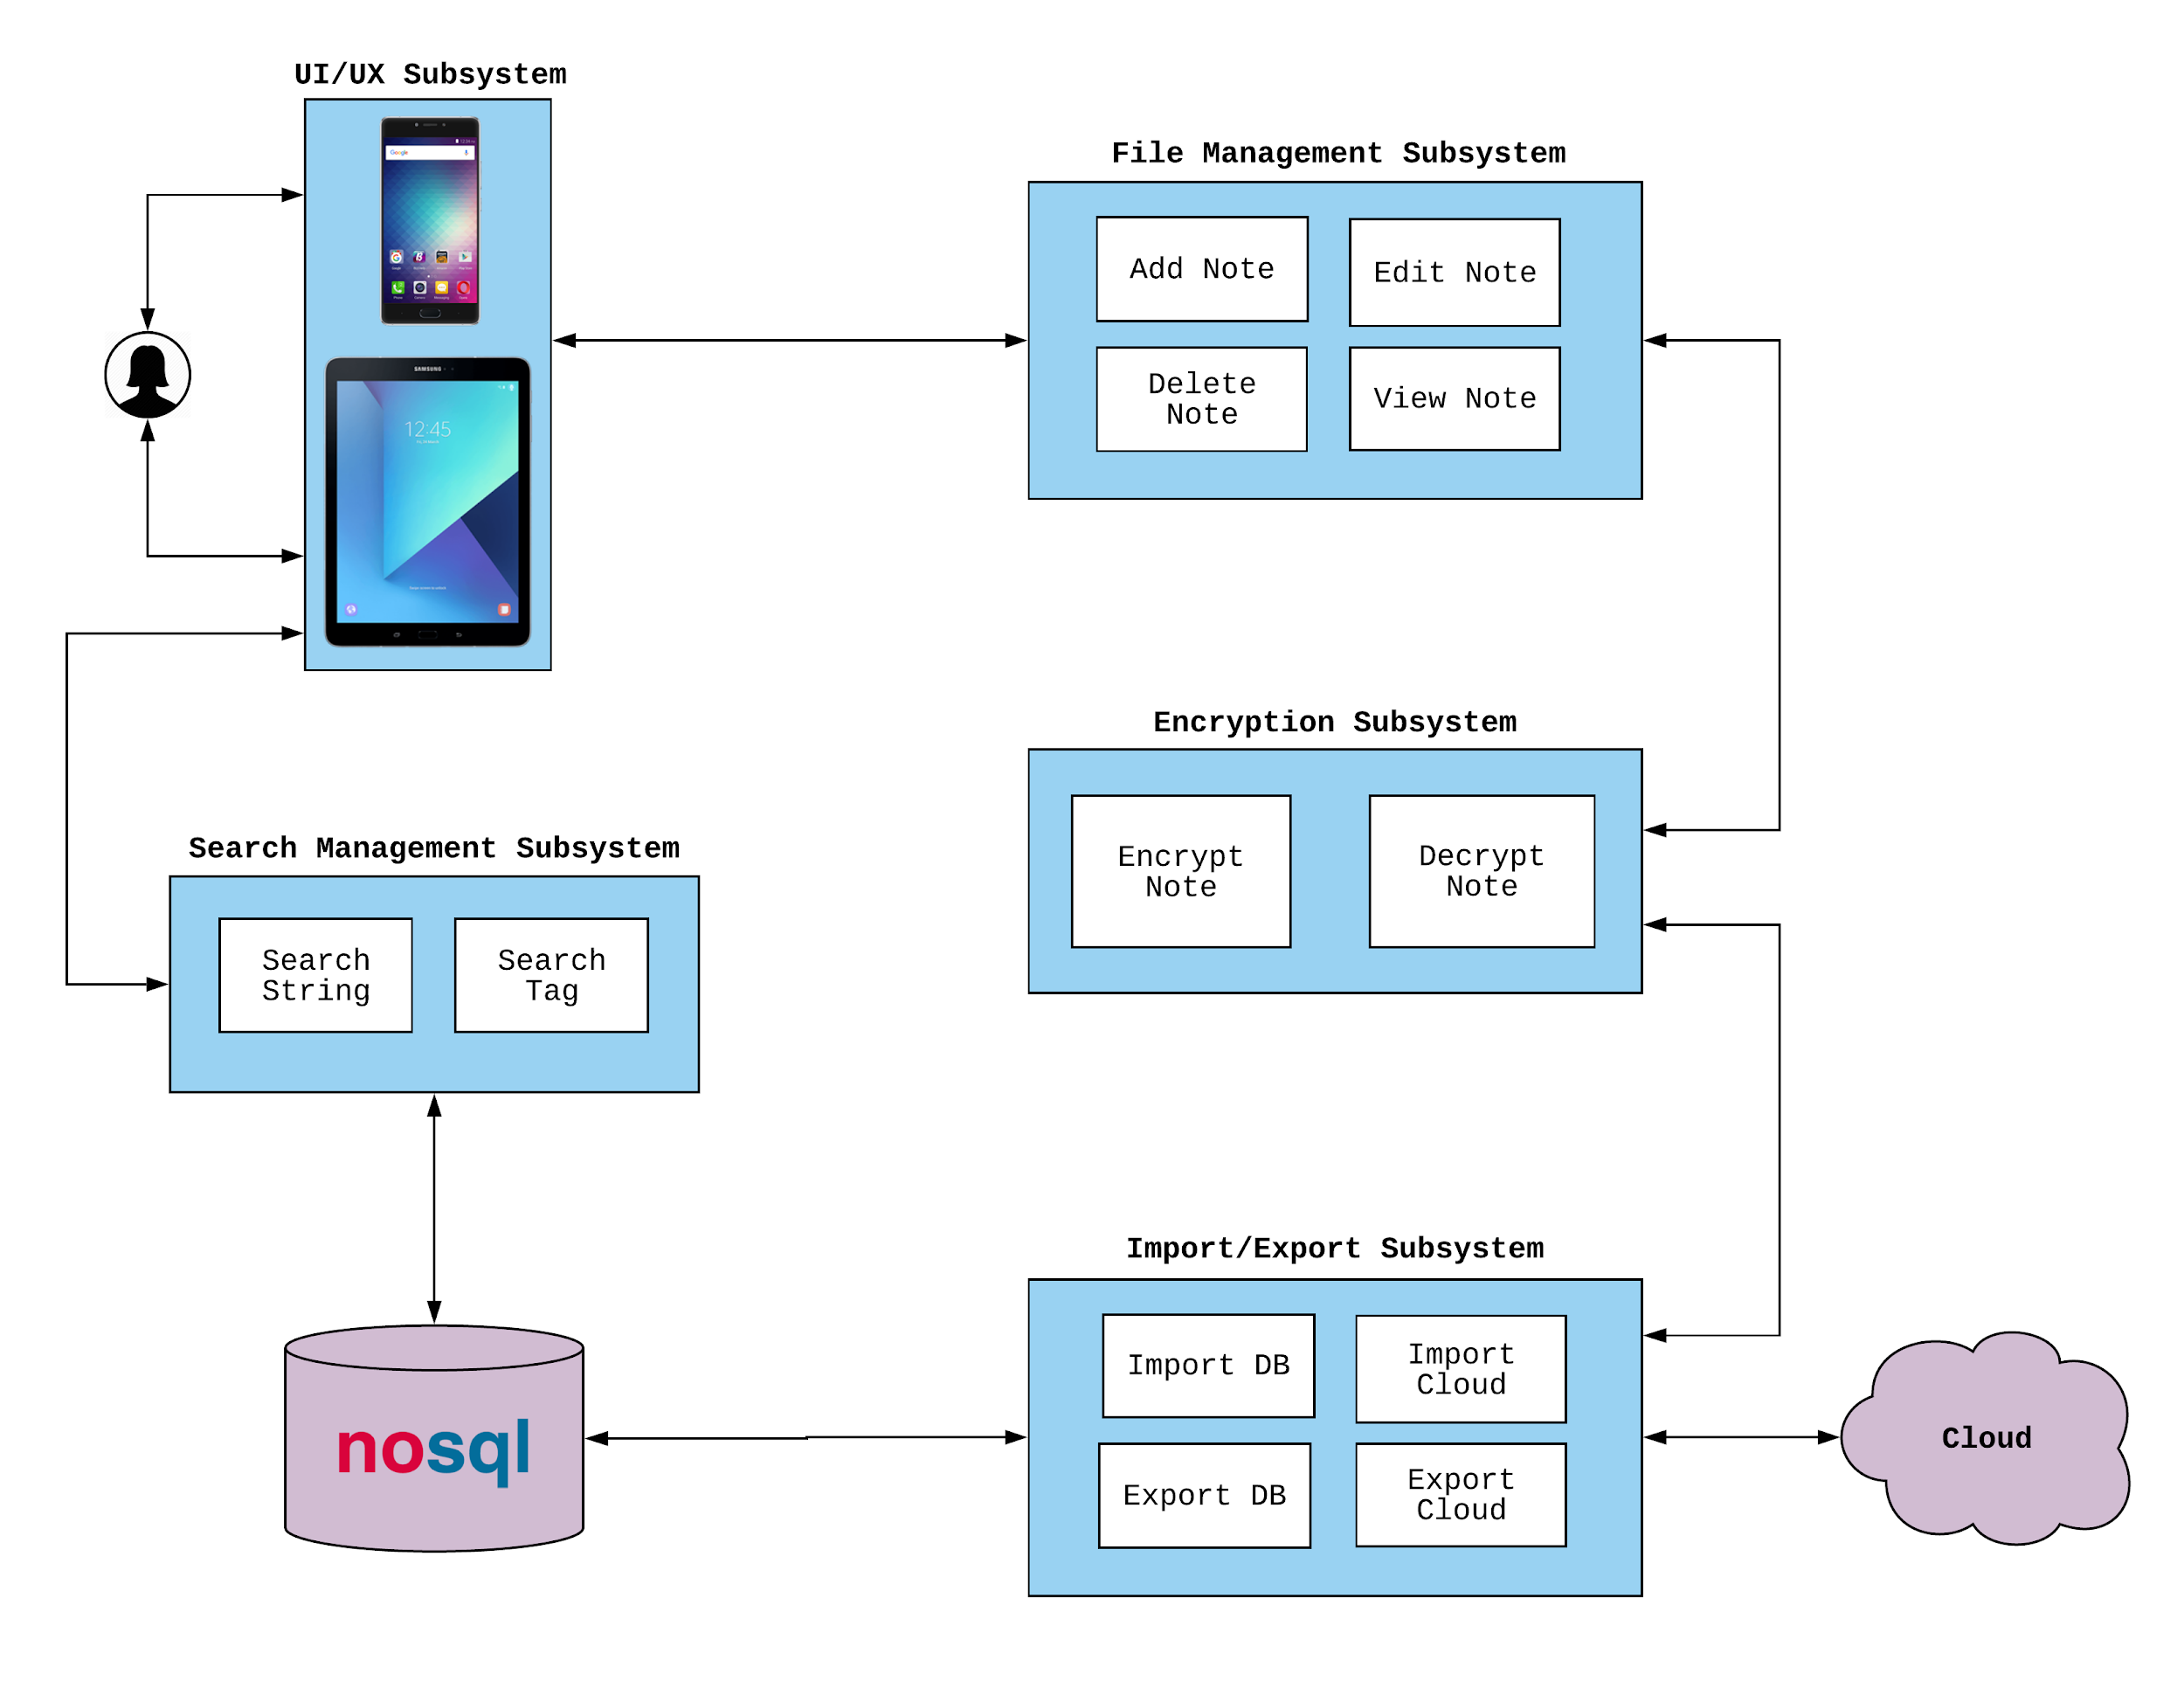 UI/UX Subsystem
Google
SAMSUNG
12:45
File Management Subsystem
Add Note
Edit Note
Delete
Note
View Note
Encryption Subsystem
Encrypt
Note
Decrypt
Note
Search Management Subsystem
Search
String
Search
Tag
Import/Export Subsystem
Import DB
Import
Cloud
Export DB
Export
Cloud
nosql
Cloud